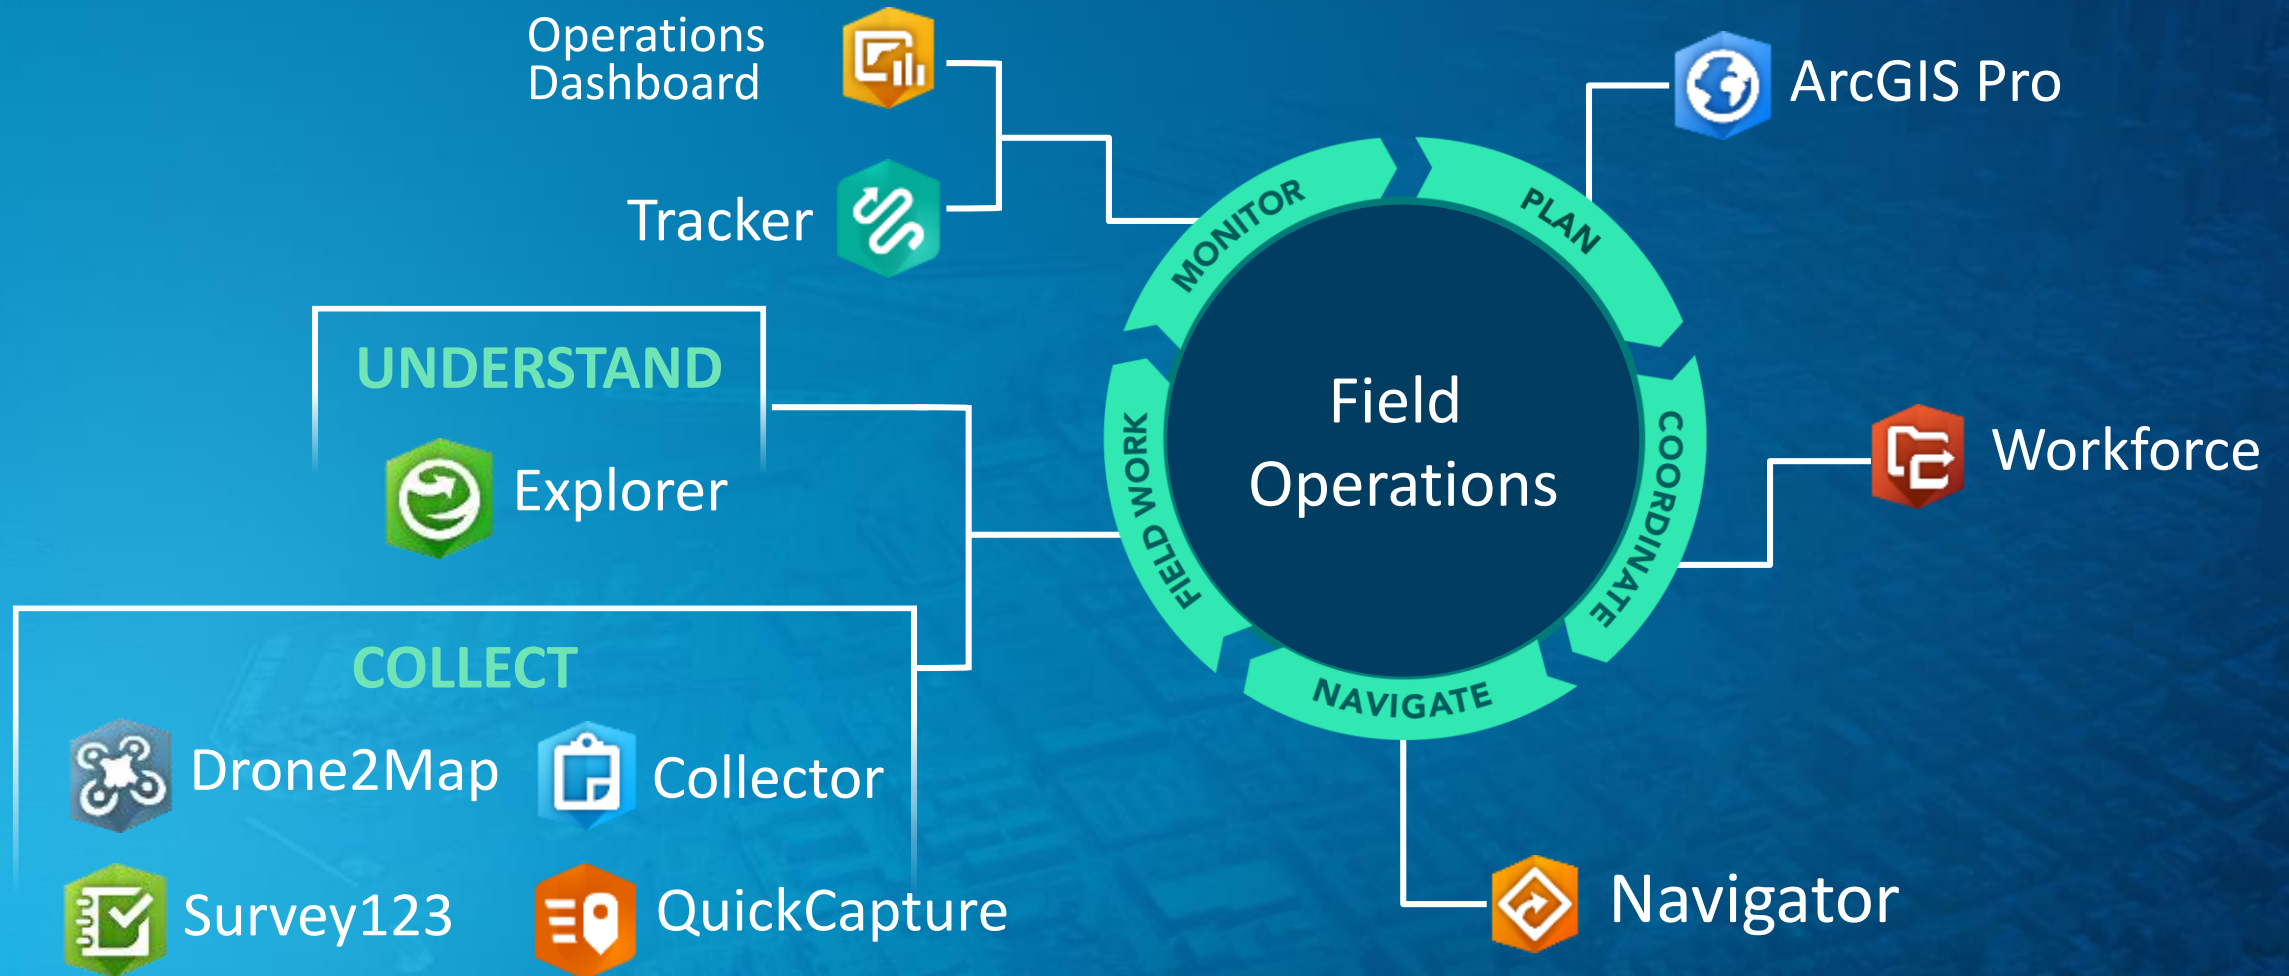 Operations
Dashboard
ArcGIS Pro
Tracker
MONITOR
PLAN
UNDERSTAND
Explorer
Field
Operations
COORDINATE
Workforce
FIELD WORK
NAVIGATE
COLLECT
Drone2Map
Collector
Survey123
QuickCapture
Navigator